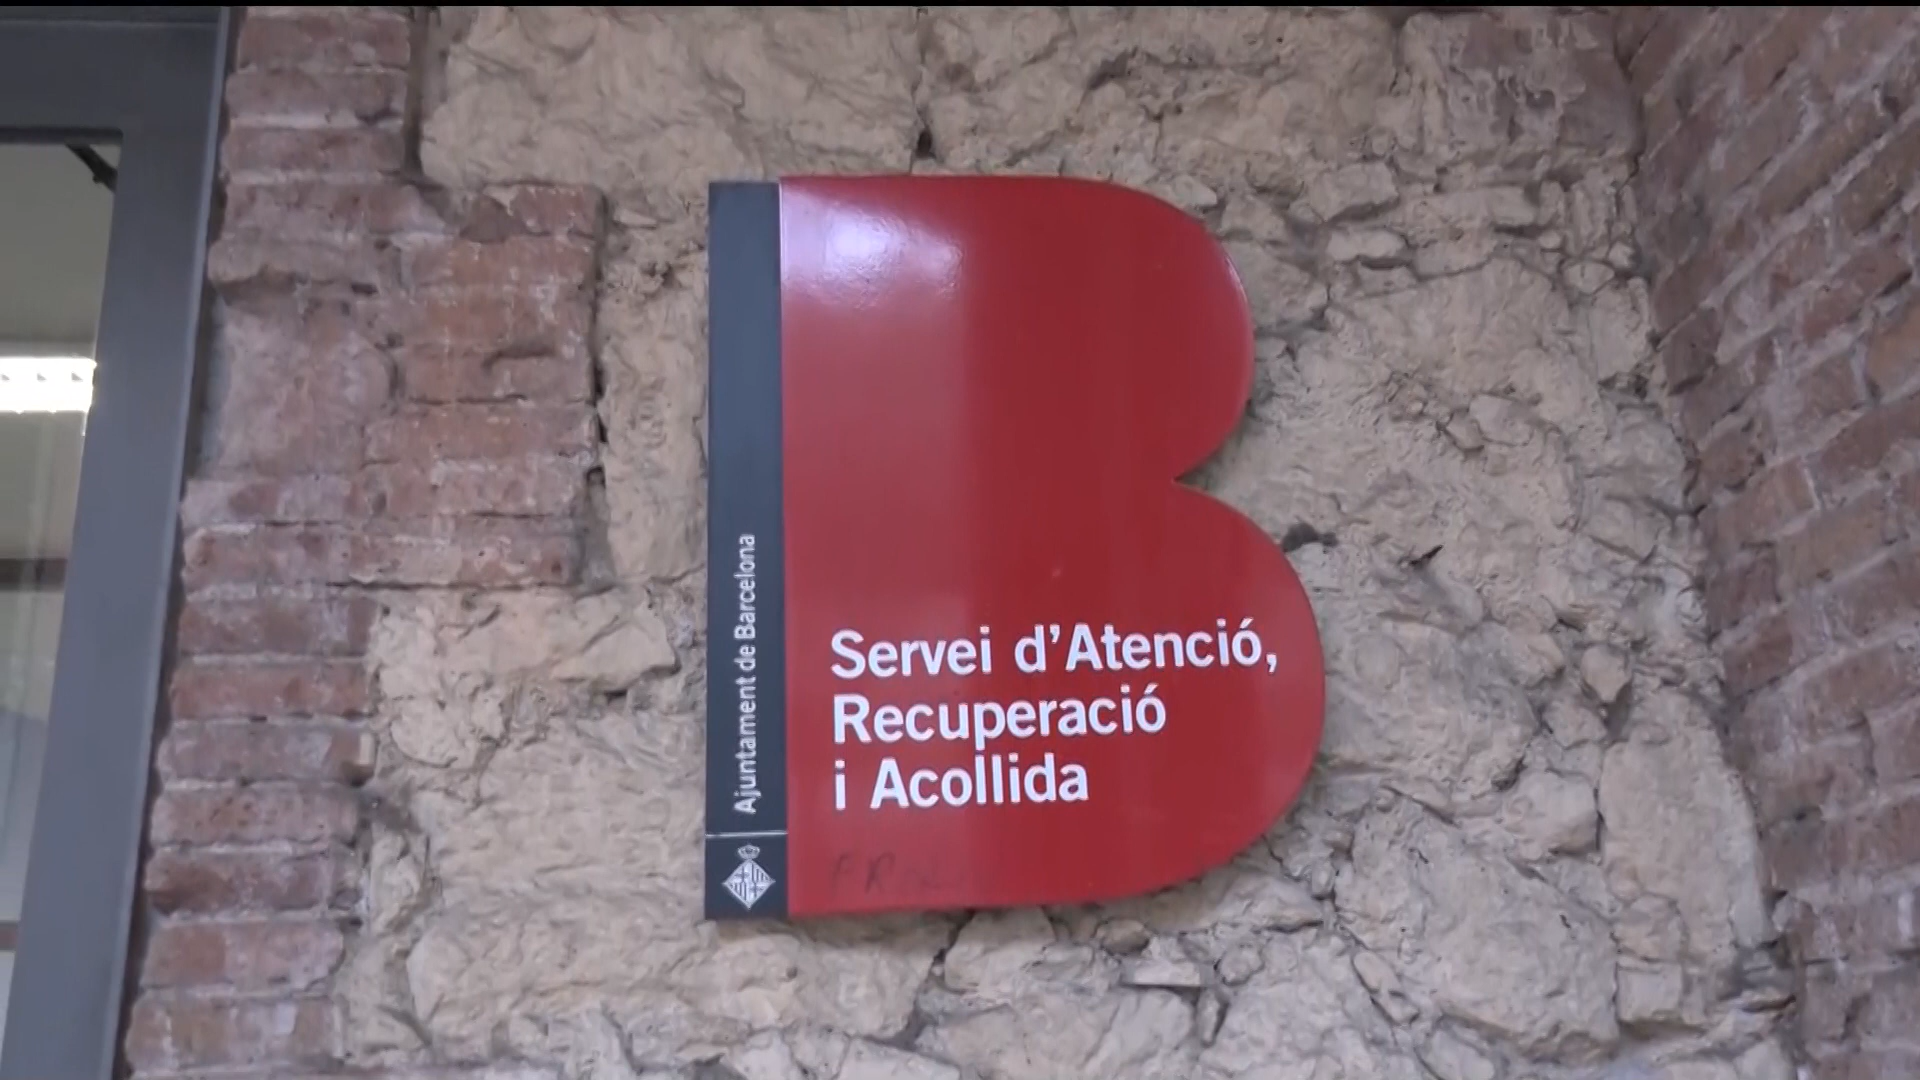 Ajuntament de Barcelona
Servei d'Atenció,
Recuperació
i Acollida